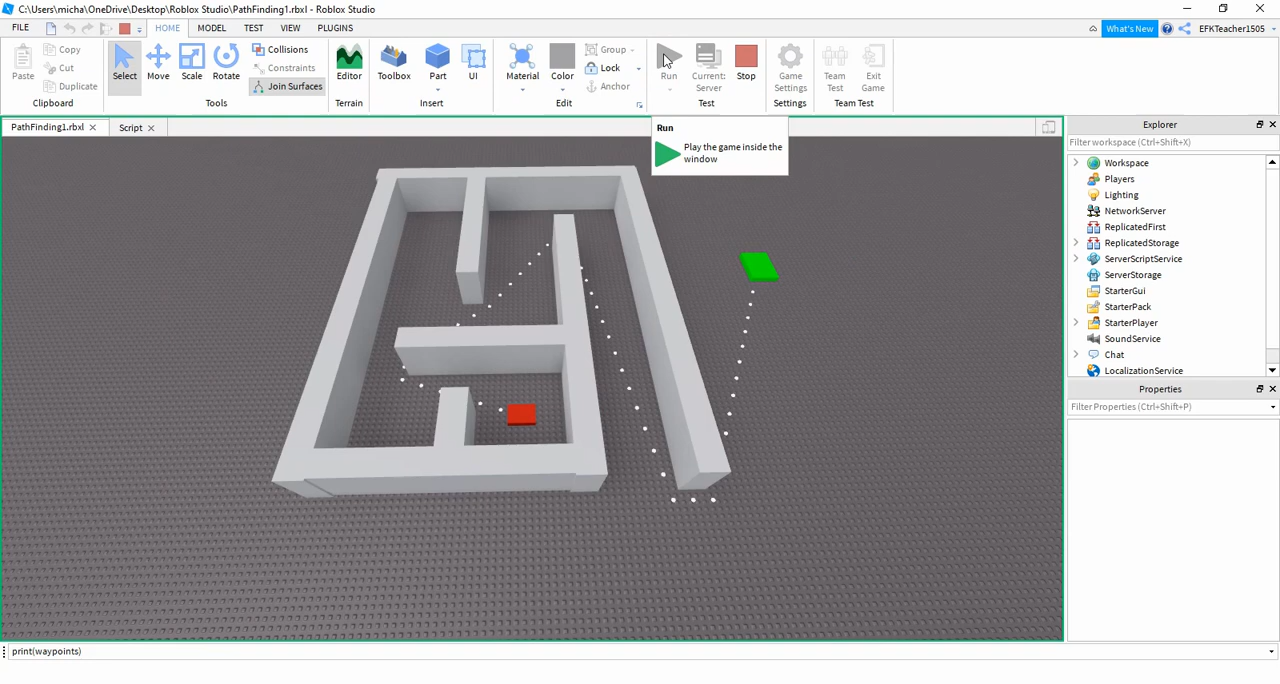 C:\Users\micha\OneDrive\Desktop\Roblox Studio\PathFinding1.rbxl - Roblox Studio
FILE HOME MODEL TEST VIEW PLUGINS What's New EFKTeacher1505
Paste Copy Cut Duplicate Clipboard
Select Move Scale Rotate Collisions Constraints Join Surfaces Tools
Editor Terrain
Toolbox Part UI Insert
Material Color Group Lock Anchor Edit
Run Current: Server Stop Test
Game Settings Settings
Team Test Exit Game Team Test
PathFinding1.rbxl Script
Run
Play the game inside the
window
Explorer
Filter workspace (Ctrl+Shift+X)
Workspace
Players
Lighting
NetworkServer
ReplicatedFirst
ReplicatedStorage
ServerScriptService
ServerStorage
StarterGui
StarterPack
StarterPlayer
SoundService
Chat
LocalizationService
Properties
Filter Properties (Ctrl+Shift+P)
print(waypoints)